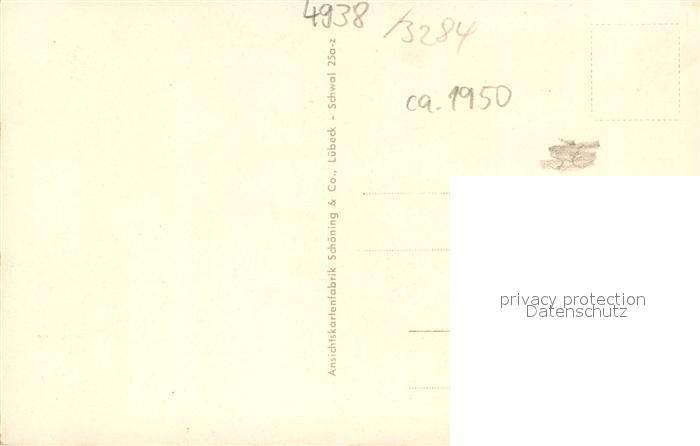 4938 /3284
ca. 1950
Ansichtskartenfabrik Schöning & Co., Lübeck - Schwal 25a-z
privacy protection
Datenschutz